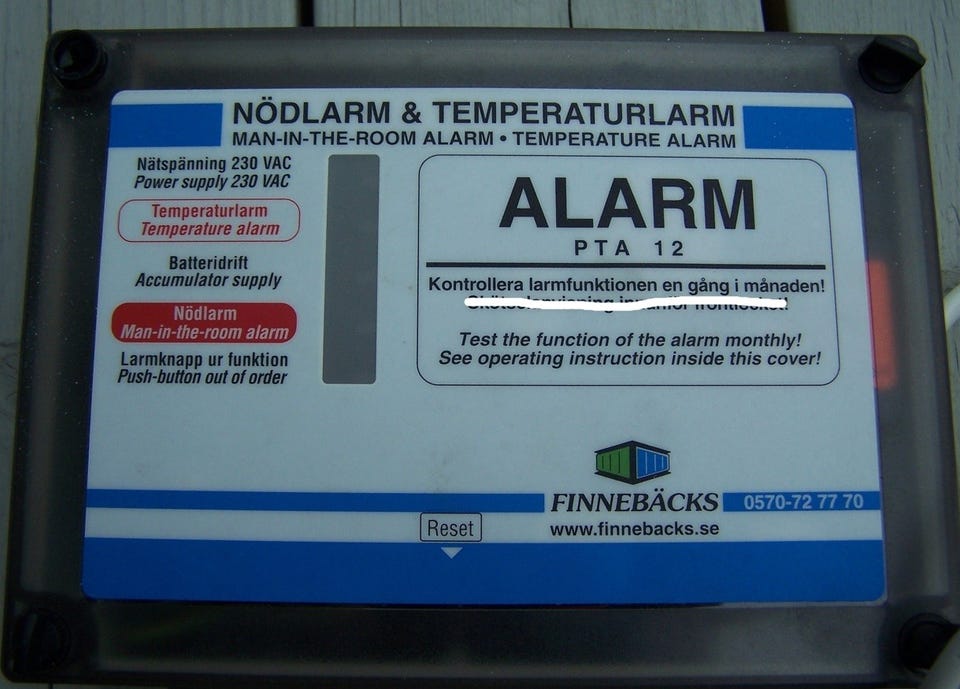 NÖDLARM & TEMPERATURLARM
MAN-IN-THE-ROOM ALARM • TEMPERATURE ALARM
Nätspänning 230 VAC
Power supply 230 VAC
Temperaturlarm
Temperature alarm
Batteridrift
Accumulator supply
Nödlarm
Man-in-the-room alarm
Larmknapp ur funktion
Push-button out of order
ALARM
PTA 12
Kontrollera larmfunktionen en gång i månaden!
Test the function of the alarm monthly!
See operating instruction inside this cover!
FINNEBÄCKS 0570-72 77 70
www.finnebacks.se
Reset